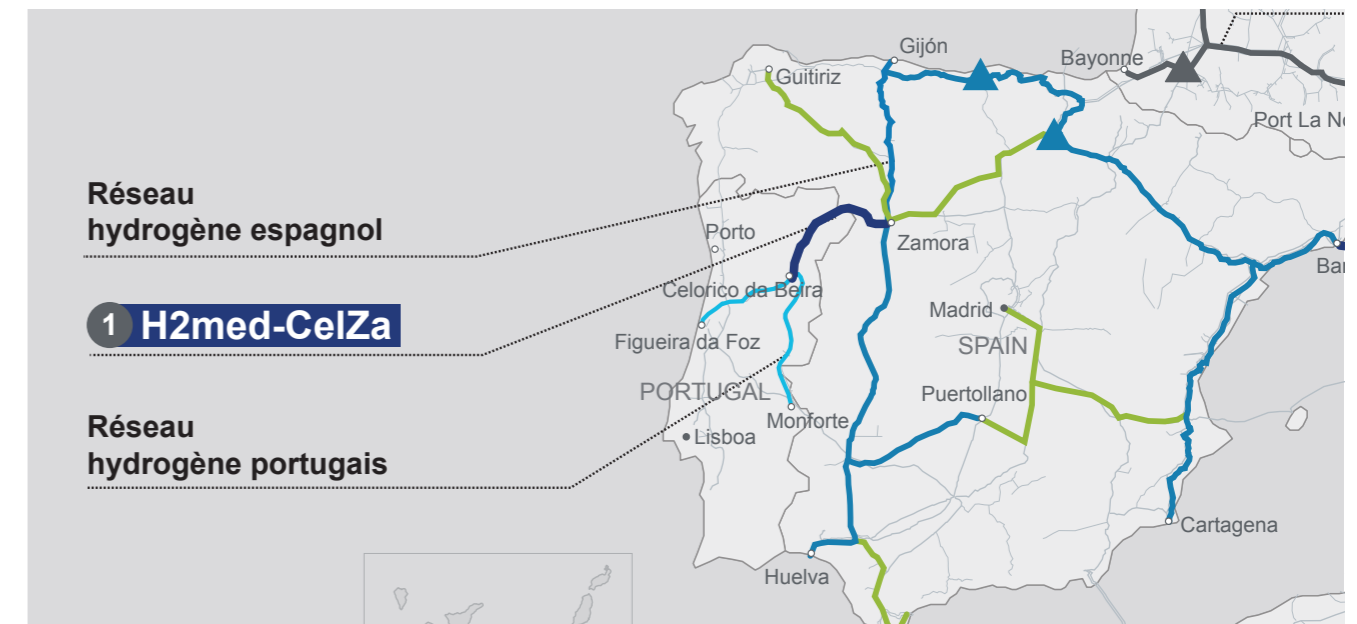 Gijón
Bayonne
Guitiriz
Port La No
Réseau
hydrogène espagnol
Porto
Zamora
Bar
Celorico da Beira
1 H2med-CelZa
Madrid
Figueira da Foz
SPAIN
PORTUGAL
Puertollano
Monforte
Réseau
hydrogène portugais
Lisboa
Cartagena
Huelva